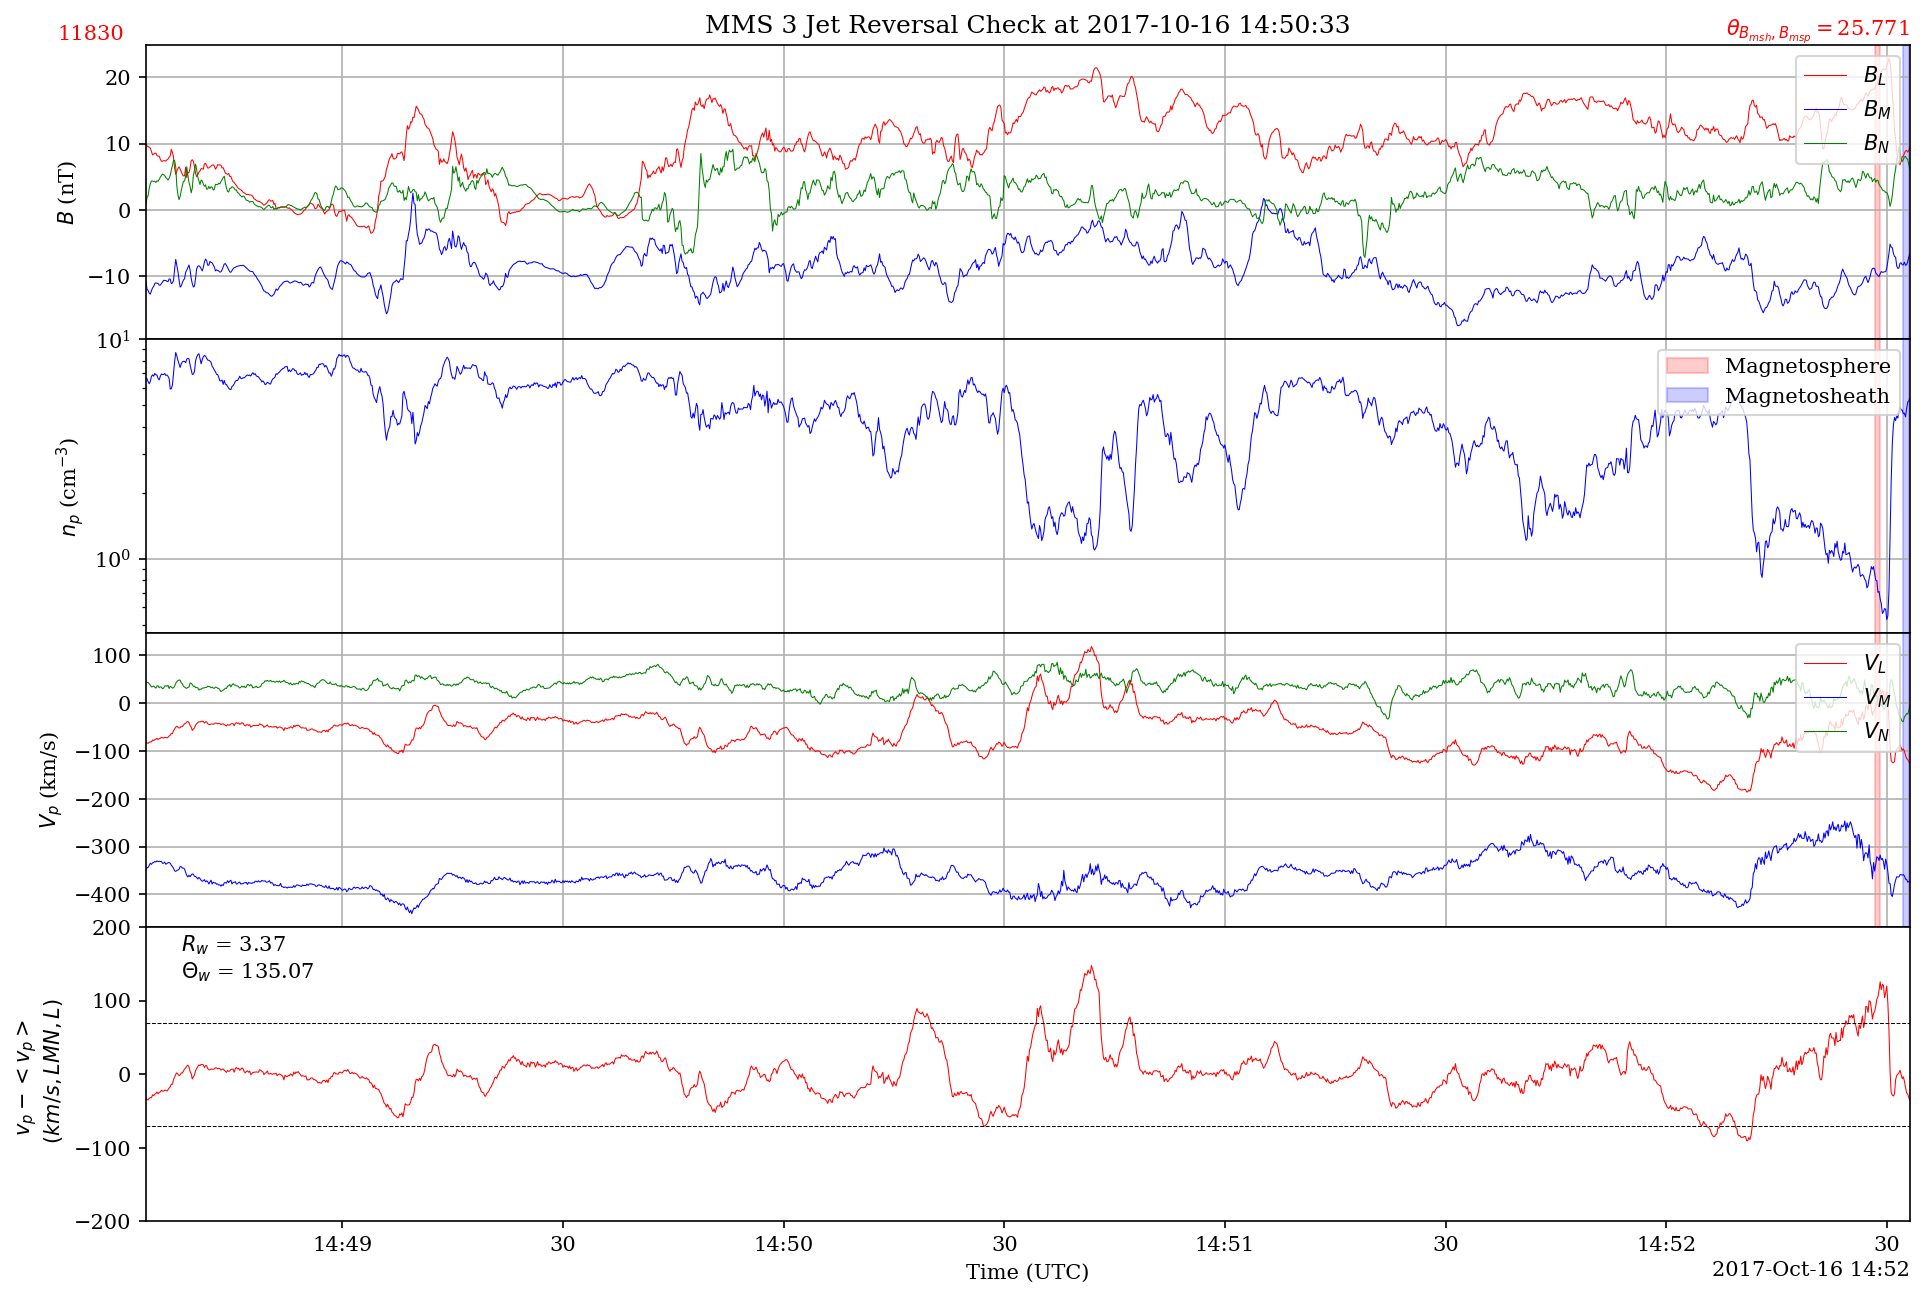 MMS 3 Jet Reversal Check at 2017-10-16 14:50:33
11830
θ_{B_{msh}, B_{msp}} = 25.771
20
10
0
−10
B (nT)
B_L
B_M
B_N
10^1
10^0
n_p (cm^{−3})
Magnetosphere
Magnetosheath
100
0
−100
−200
−300
−400
V_p (km/s)
V_L
V_M
V_N
200
100
0
−100
−200
v_p − < v_p >
(km/s, LMN, L)
R_w = 3.37
Θ_w = 135.07
14:49 30 14:50 30 14:51 30 14:52 30
Time (UTC)
2017-Oct-16 14:52